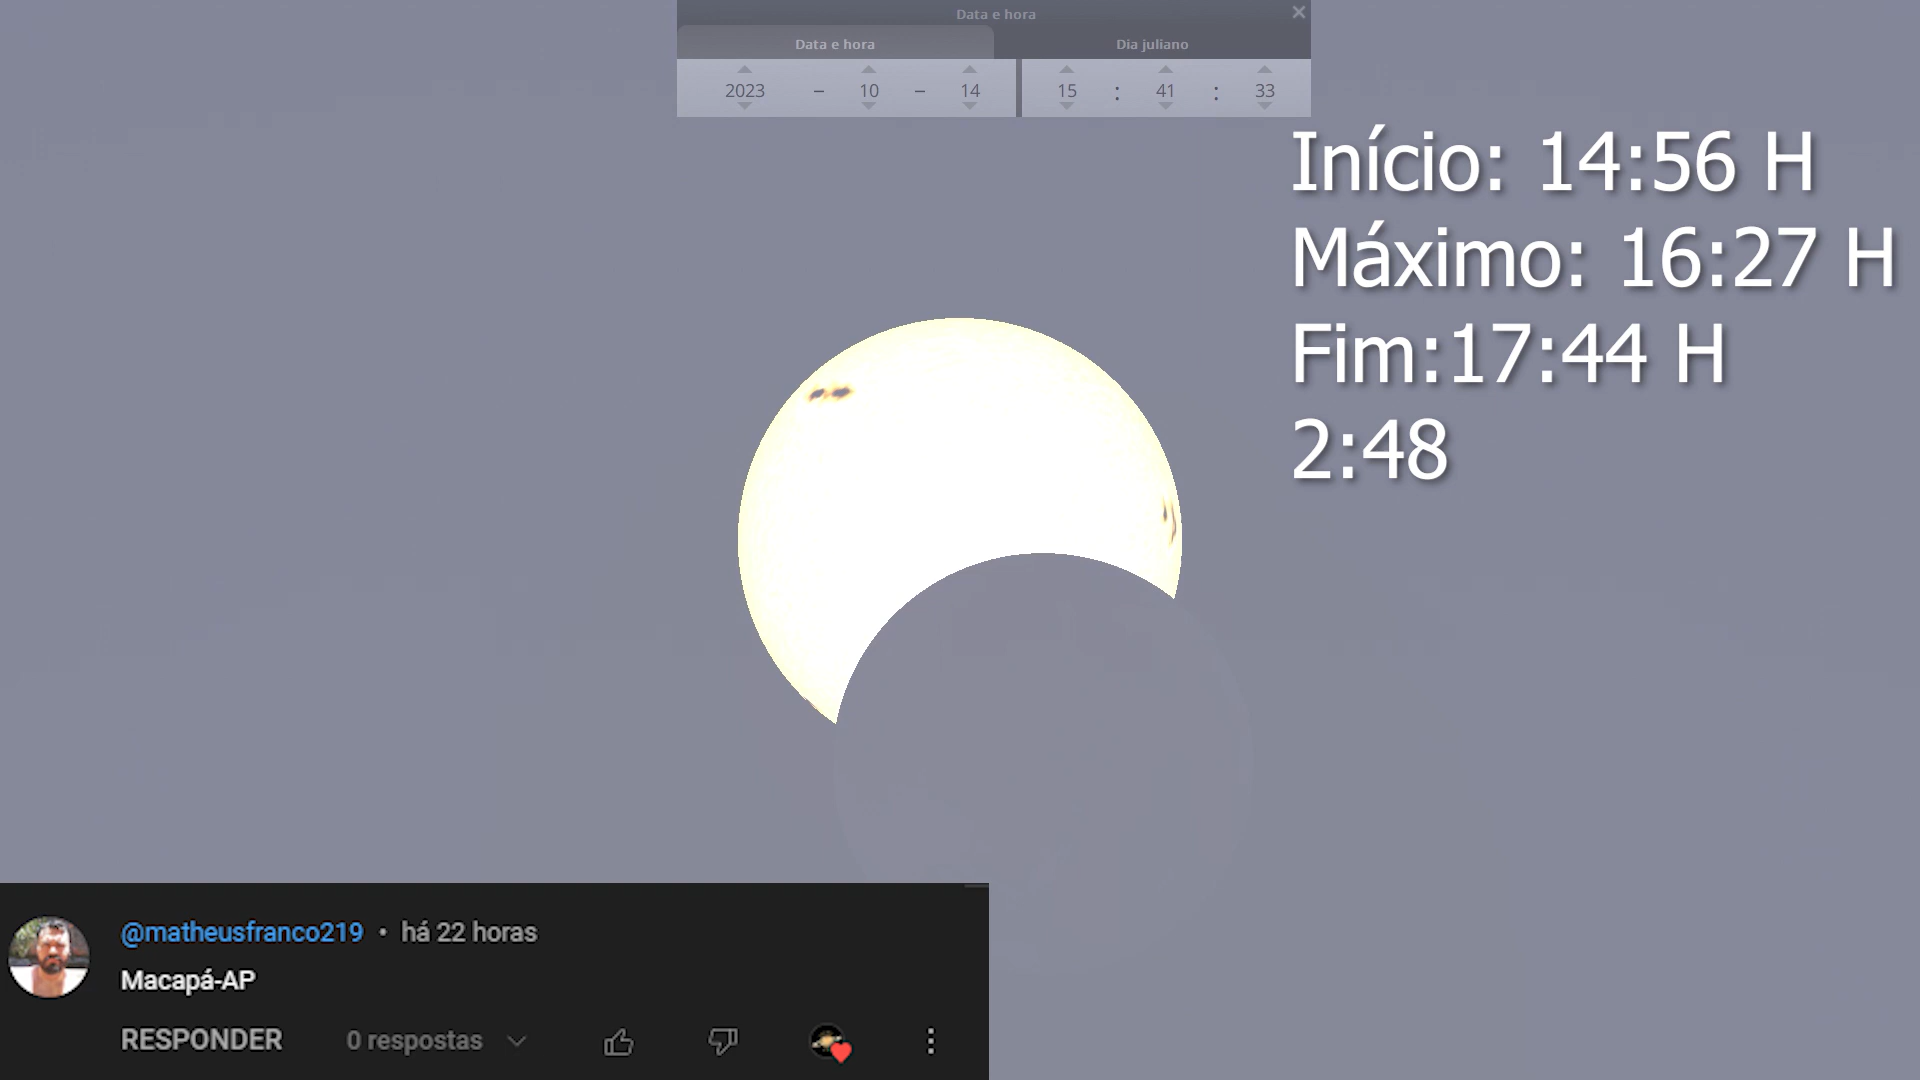 Data e hora
Data e hora Dia juliano
2023 – 10 – 14 15 : 41 : 33
Início: 14:56 H
Máximo: 16:27 H
Fim:17:44 H
2:48
@matheusfranco219 • há 22 horas
Macapá-AP
RESPONDER 0 respostas